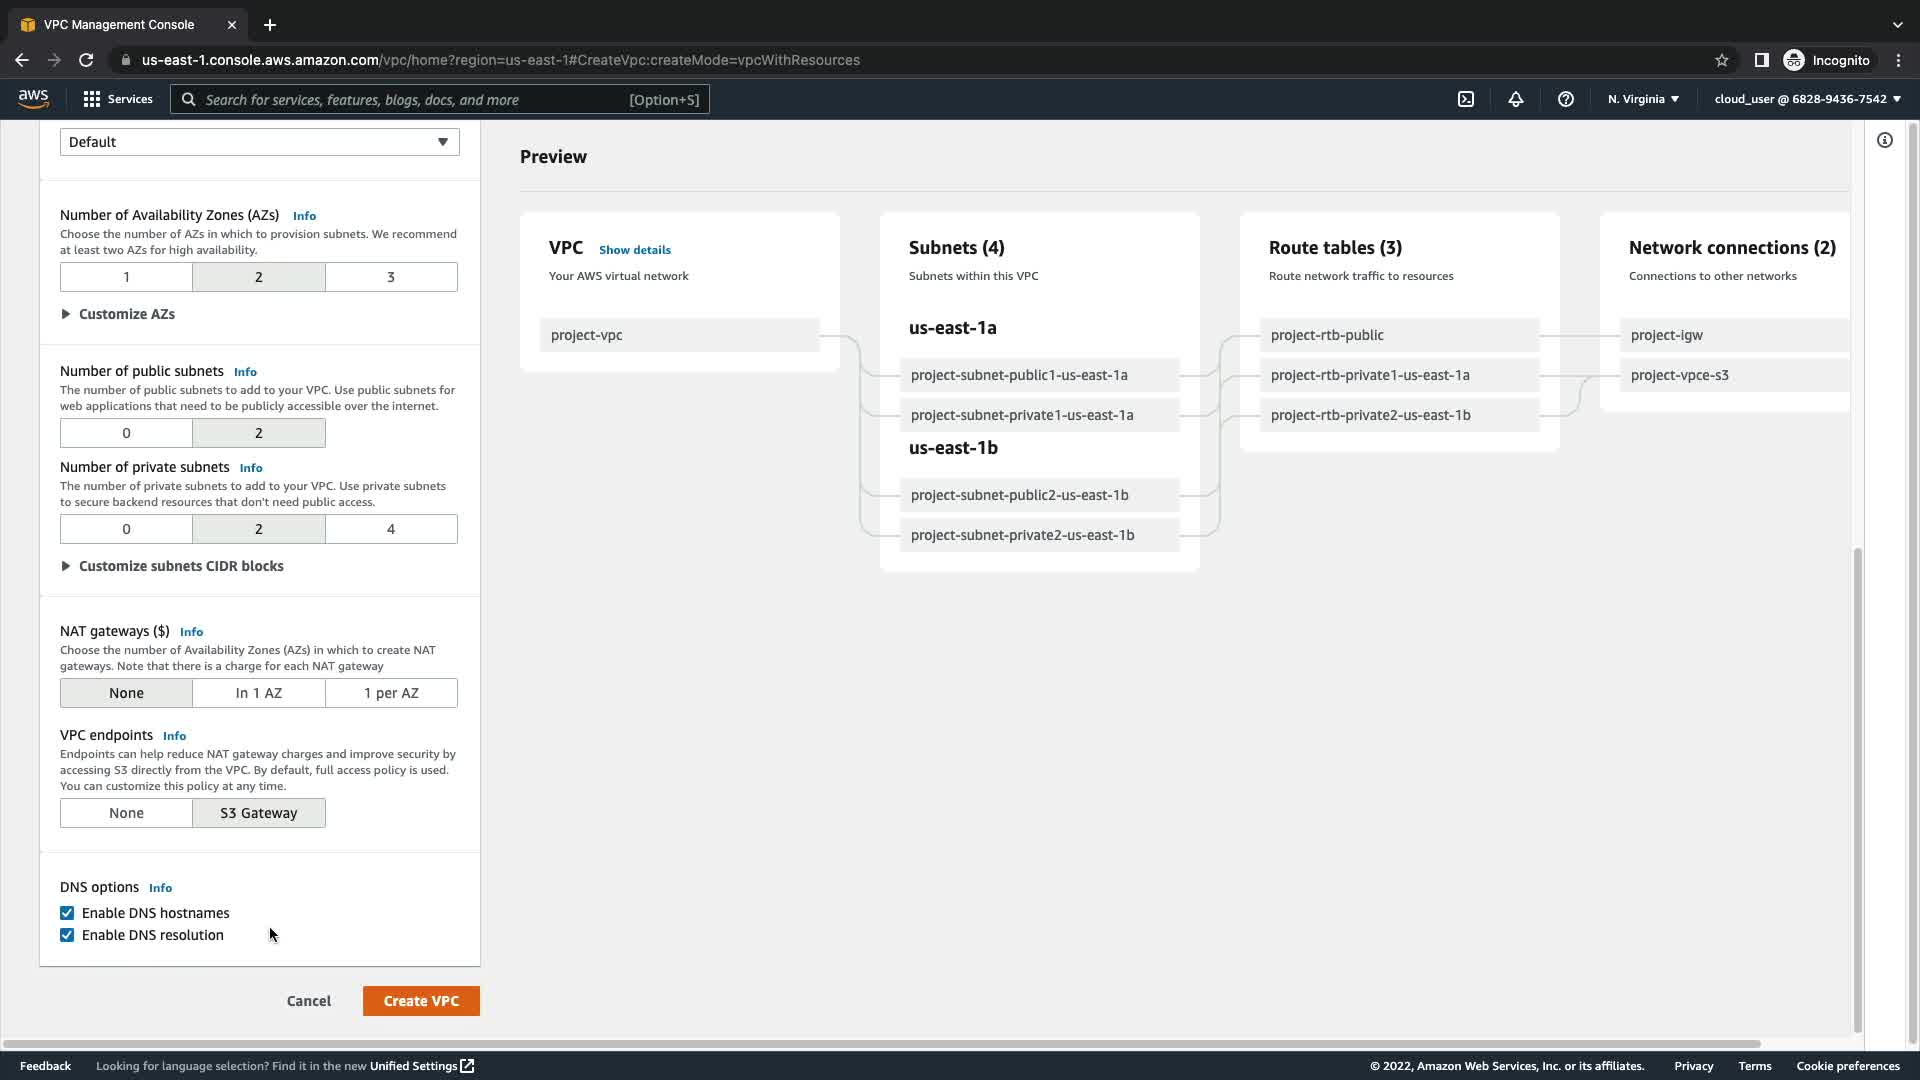 VPC Management Console
us-east-1.console.aws.amazon.com/vpc/home?region=us-east-1#CreateVpc:createMode=vpcWithResources
Incognito
aws
Services
Search for services, features, blogs, docs, and more
[Option+S]
N. Virginia
cloud_user @ 6828-9436-7542
Default
Number of Availability Zones (AZs) Info
Choose the number of AZs in which to provision subnets. We recommend
at least two AZs for high availability.
1
2
3
Customize AZs
Number of public subnets Info
The number of public subnets to add to your VPC. Use public subnets for
web applications that need to be publicly accessible over the internet.
0
2
Number of private subnets Info
The number of private subnets to add to your VPC. Use private subnets
to secure backend resources that don't need public access.
0
2
4
Customize subnets CIDR blocks
NAT gateways ($) Info
Choose the number of Availability Zones (AZs) in which to create NAT
gateways. Note that there is a charge for each NAT gateway
None
In 1 AZ
1 per AZ
VPC endpoints Info
Endpoints can help reduce NAT gateway charges and improve security by
accessing S3 directly from the VPC. By default, full access policy is used.
You can customize this policy at any time.
None
S3 Gateway
DNS options Info
Enable DNS hostnames
Enable DNS resolution
Cancel
Create VPC
Preview
VPC Show details
Your AWS virtual network
project-vpc
Subnets (4)
Subnets within this VPC
us-east-1a
project-subnet-public1-us-east-1a
project-subnet-private1-us-east-1a
us-east-1b
project-subnet-public2-us-east-1b
project-subnet-private2-us-east-1b
Route tables (3)
Route network traffic to resources
project-rtb-public
project-rtb-private1-us-east-1a
project-rtb-private2-us-east-1b
Network connections (2)
Connections to other networks
project-igw
project-vpce-s3
Feedback
Looking for language selection? Find it in the new Unified Settings
© 2022, Amazon Web Services, Inc. or its affiliates.
Privacy
Terms
Cookie preferences